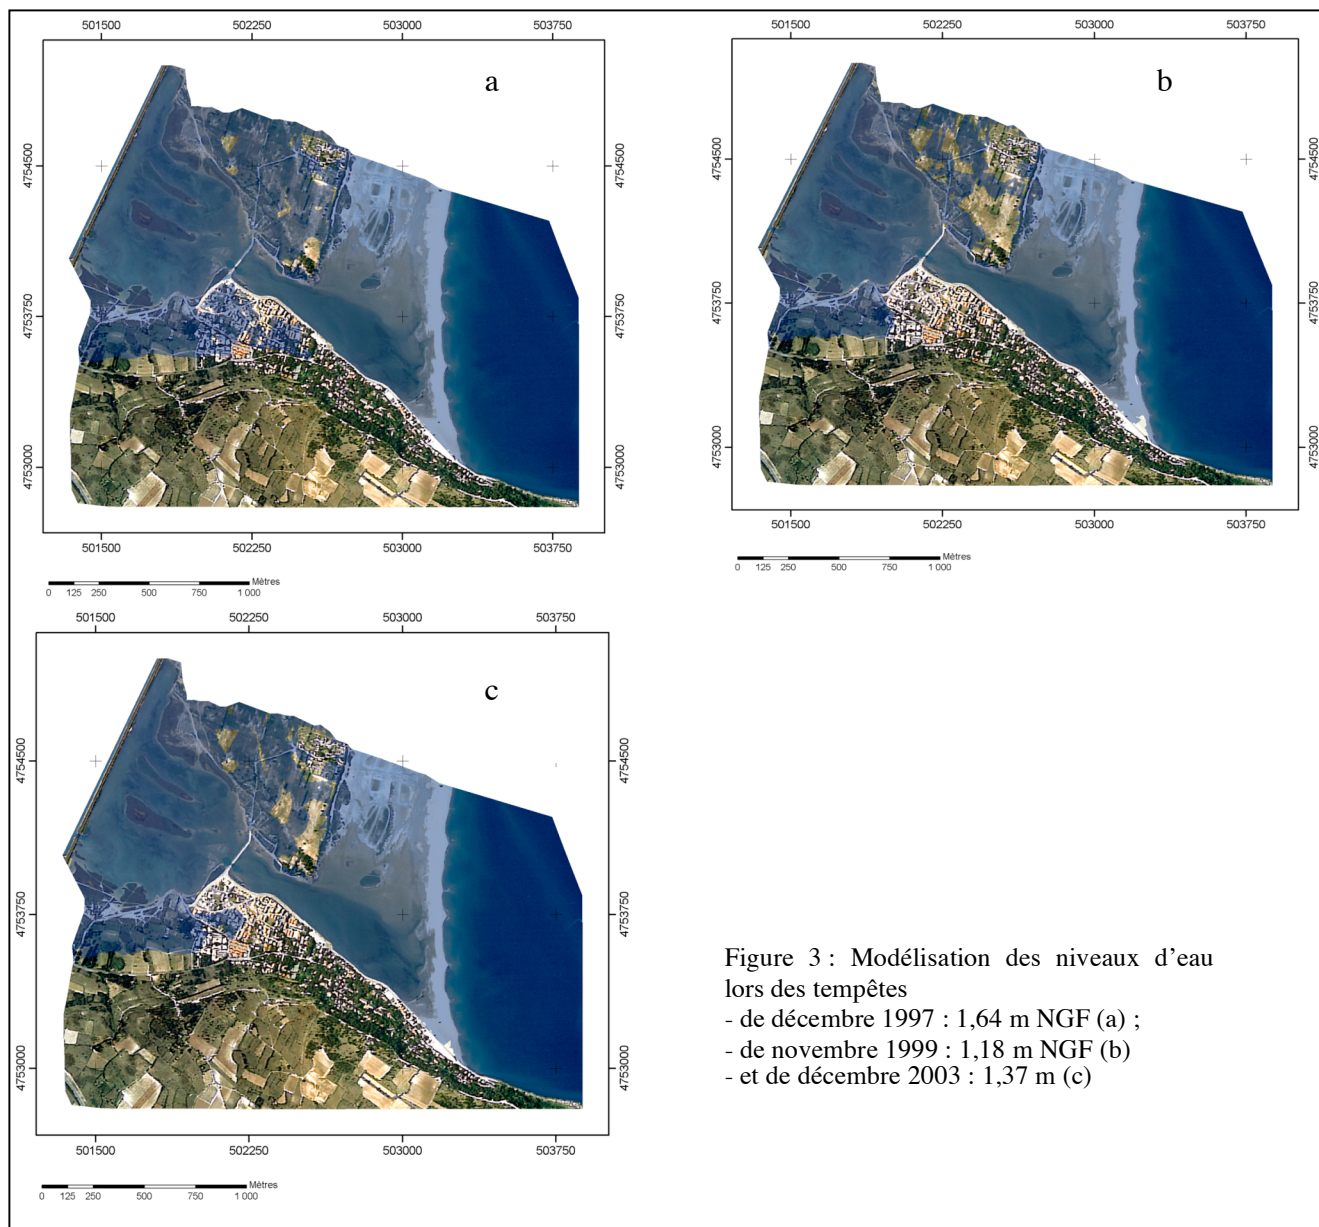 501500 502250 503000 503750
a
4754500 4754500
4753750 4753750
4753000 4753000
501500 502250 503000 503750
Mètres
0 125 250 500 750 1 000
501500 502250 503000 503750
b
4754500 4754500
4753750 4753750
4753000 4753000
501500 502250 503000 503750
Mètres
0 125 250 500 750 1 000
501500 502250 503000 503750
c
4754500 4754500
4753750 4753750
4753000 4753000
501500 502250 503000 503750
Mètres
0 125 250 500 750 1 000
Figure 3 : Modélisation des niveaux d’eau
lors des tempêtes
- de décembre 1997 : 1,64 m NGF (a) ;
- de novembre 1999 : 1,18 m NGF (b)
- et de décembre 2003 : 1,37 m (c)